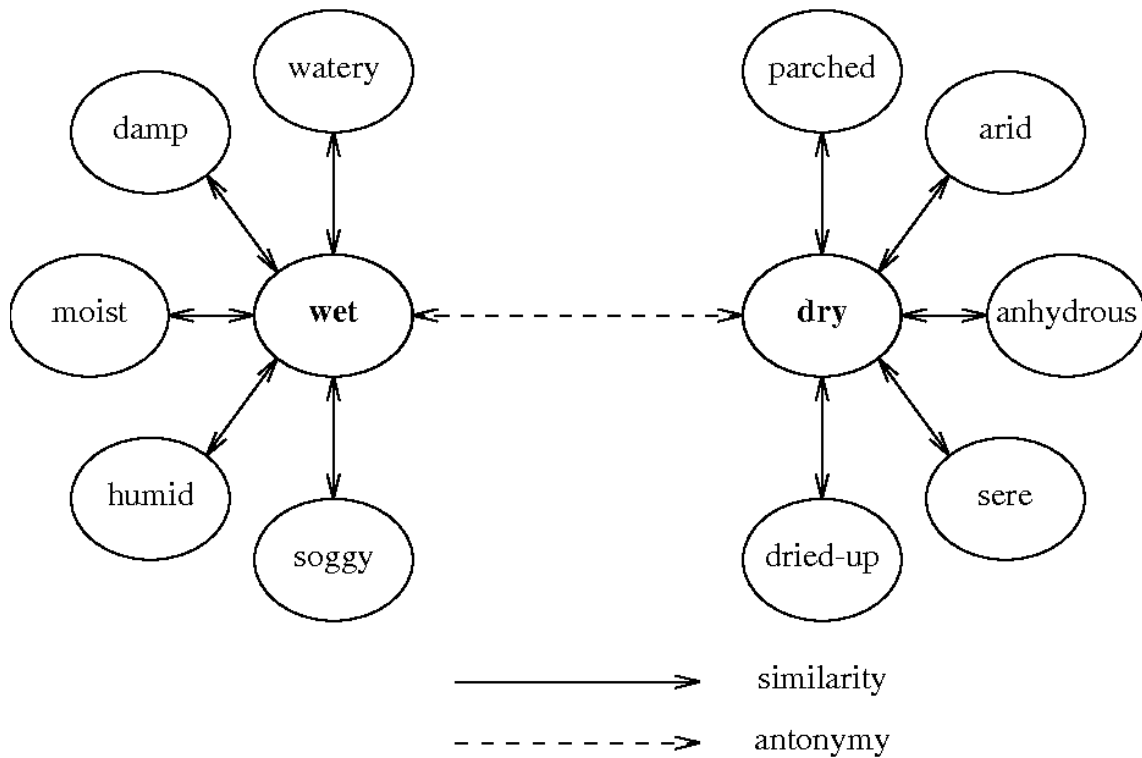 watery
parched
damp
arid
moist
wet
dry
anhydrous
humid
sere
soggy
dried-up
similarity
antonymy